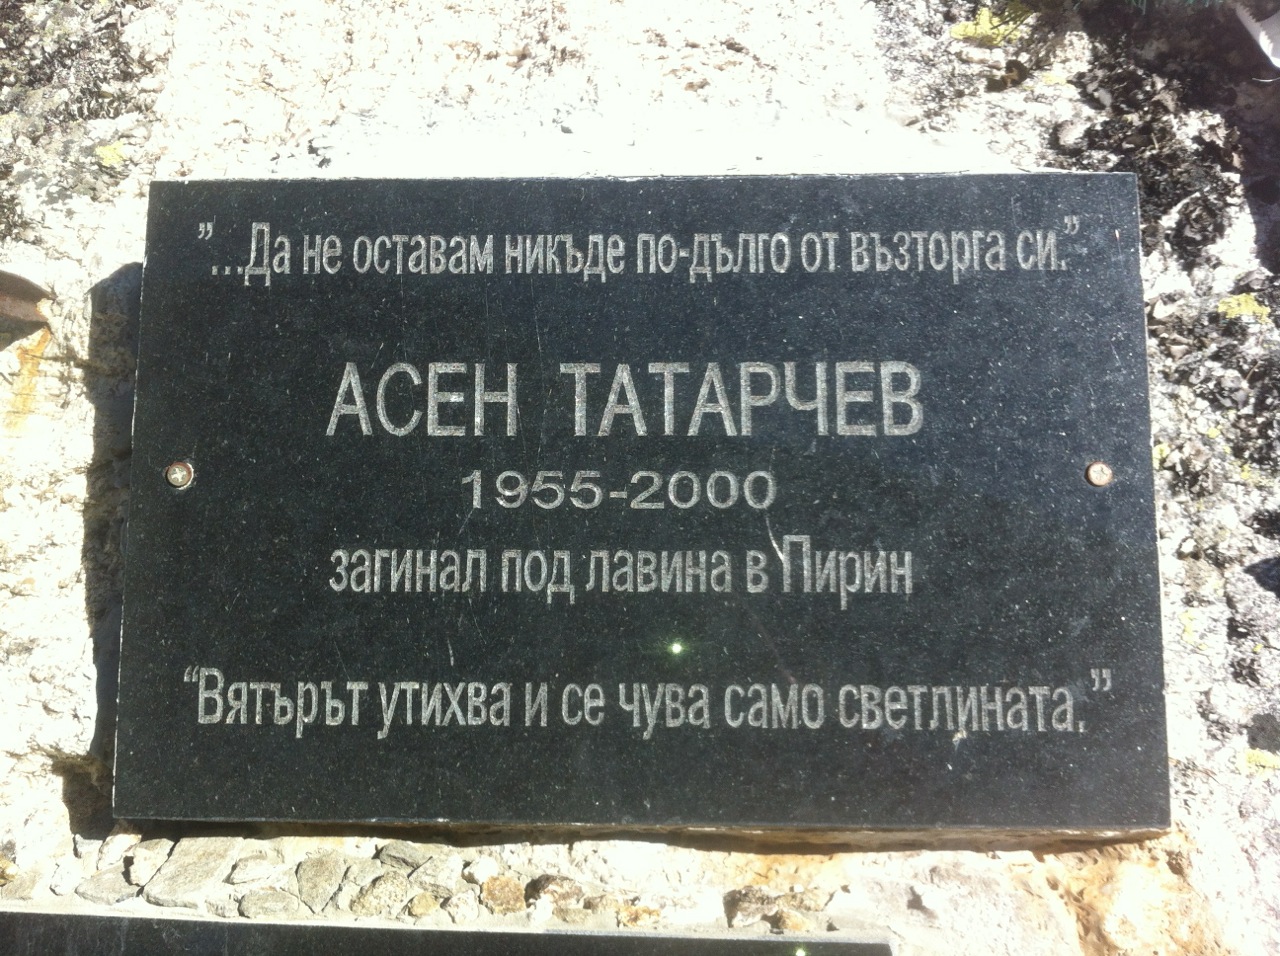 ”...Да не оставам никъде по-дълго от възторга си.”
АСЕН ТАТАРЧЕВ
1955-2000
загинал под лавина в Пирин
“Вятърът утихва и се чува само светлината.”